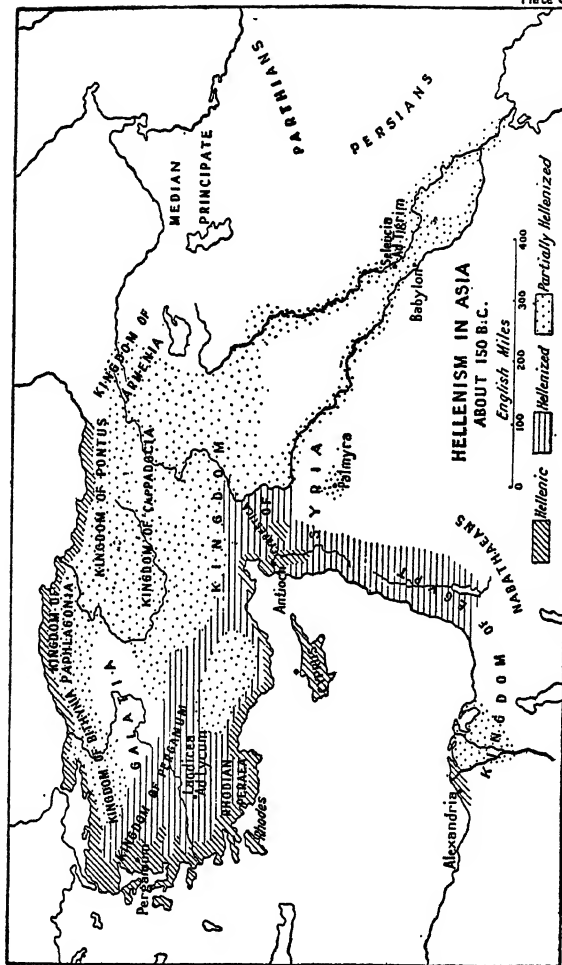 Plate
PARTHIANS
PERSIANS
MEDIAN
PRINCIPATE
KINGDOM OF
ARMENIA
KINGDOM OF PONTUS
KINGDOM OF CAPPADOCIA
KINGDOM OF
PAPHLAGONIA
KINGDOM OF BITHYNIA
GALATIA
KINGDOM OF PERGAMUM
Pergamum
Laodicea
Ad Lycum
RHODIAN
PERAEA
Rhodes
KINGDOM
OF
SYRIA
Antioch
Palmyra
Seleucia
Ad Tigrim
Babylon
Alexandria
KINGDOM OF
EGYPT
NABATHAEANS
HELLENISM IN ASIA
ABOUT 150 B.C.
English Miles
0 100 200 300 400
Hellenic Hellenized Partially Hellenized